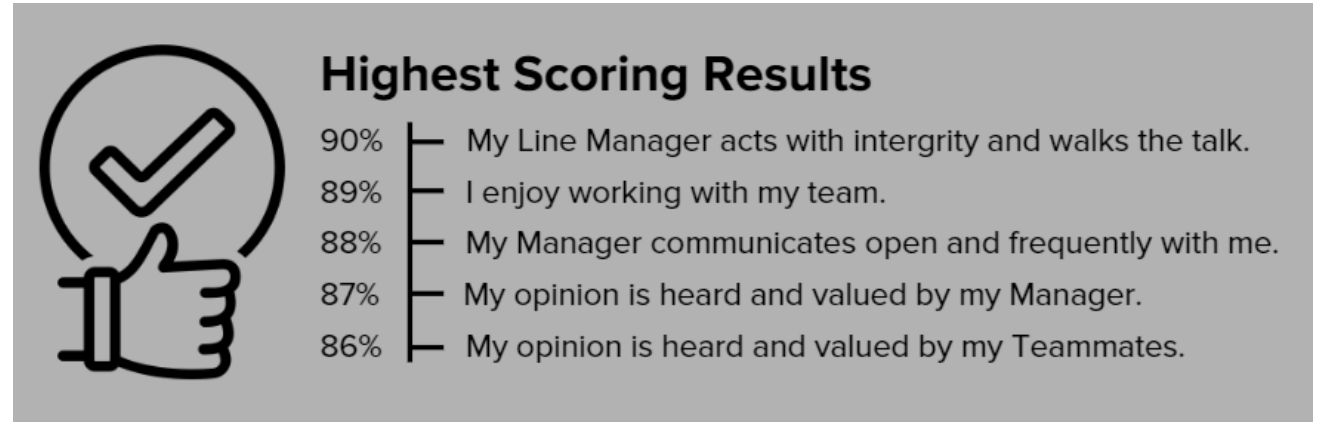 Highest Scoring Results
90% My Line Manager acts with intergrity and walks the talk.
89% I enjoy working with my team.
88% My Manager communicates open and frequently with me.
87% My opinion is heard and valued by my Manager.
86% My opinion is heard and valued by my Teammates.